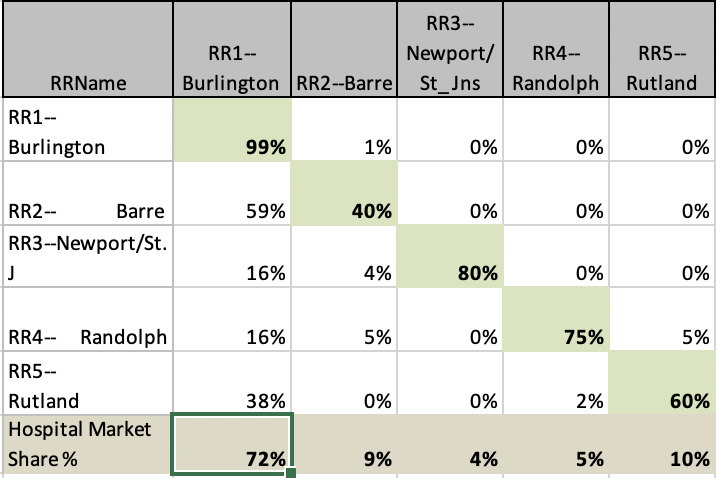 RRName RR1-- Burlington RR2--Barre RR3-- Newport/ St_Jns RR4-- Randolph RR5-- Rutland
RR1-- Burlington 99% 1% 0% 0% 0%
RR2-- Barre 59% 40% 0% 0% 0%
RR3--Newport/St. J 16% 4% 80% 0% 0%
RR4-- Randolph 16% 5% 0% 75% 5%
RR5-- Rutland 38% 0% 0% 2% 60%
Hospital Market Share % 72% 9% 4% 5% 10%